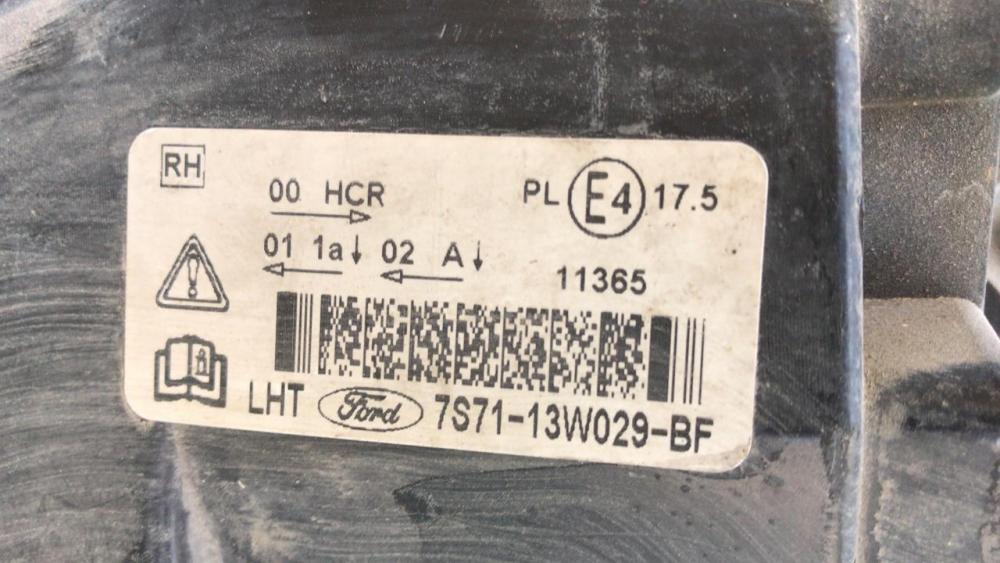 RH
00 HCR
PL E4 17.5
01 1a↓ 02 A↓
11365
LHT Ford 7S71-13W029-BF